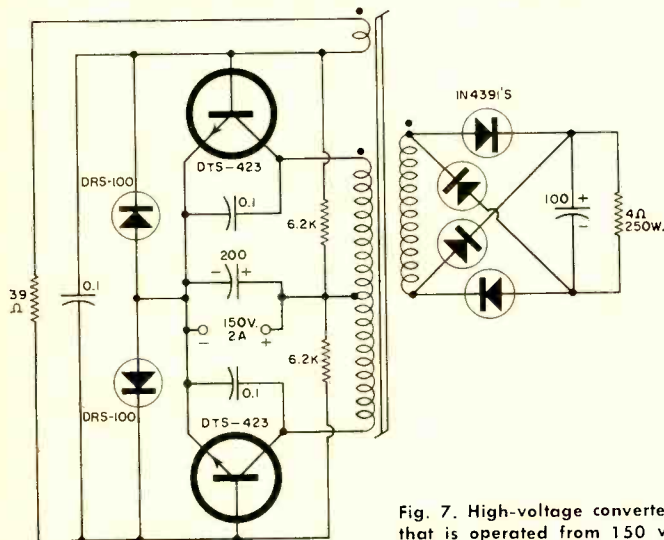 1N4391'S
DTS-423
DRS-100
0.1
6.2K
100 +
-
4Ω
250W.
200
- +
39
Ω
0.1
150V.
2A
- +
6.2K
0.1
DRS-100
DTS-423
Fig. 7. High-voltage converte
that is operated from 150 v